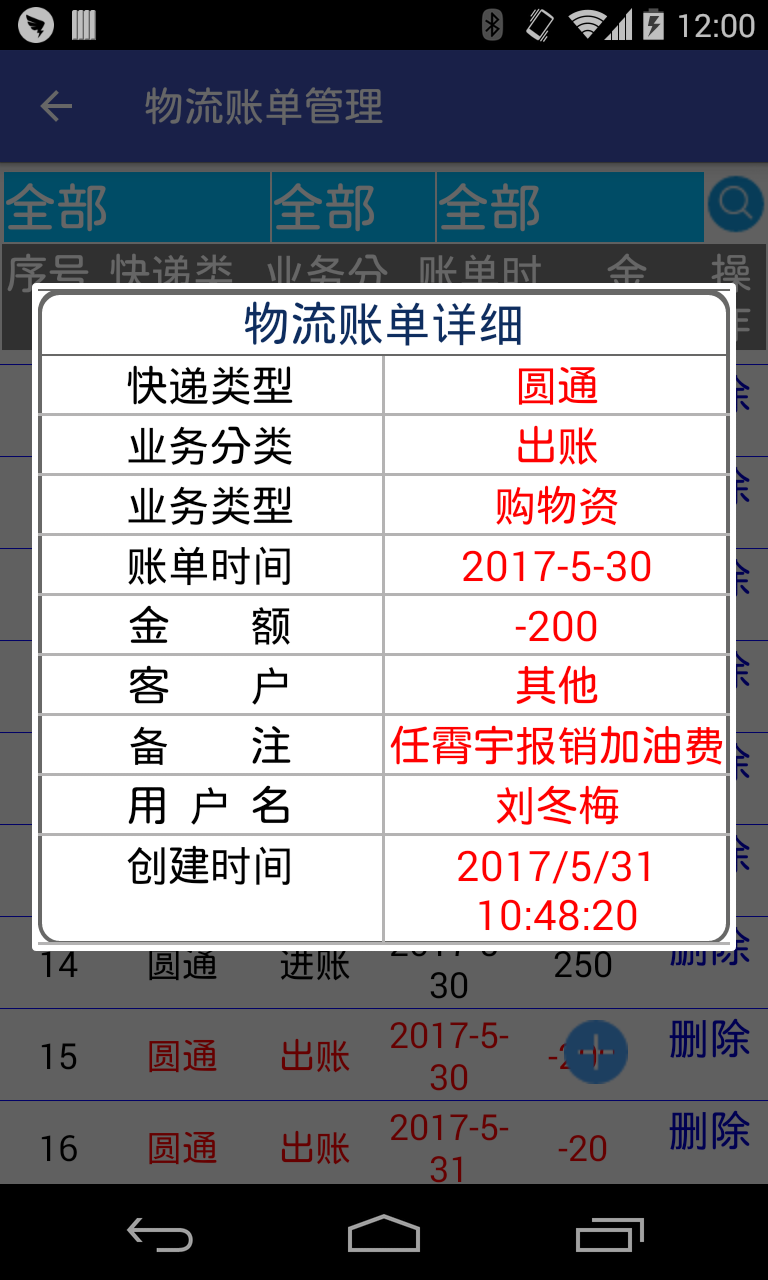 12:00
物流账单管理
全部 全部 全部
序号 快递类 业务分 账单时 金 操
物流账单详细
快递类型 圆通
业务分类 出账
业务类型 购物资
账单时间 2017-5-30
金 额 -200
客 户 其他
备 注 任霄宇报销加油费
用 户 名 刘冬梅
创建时间 2017/5/31
10:48:20
14 圆通 进账 250 删除
30
15 圆通 出账 2017-5- 删除
30
16 圆通 出账 2017-5- -20 删除
31